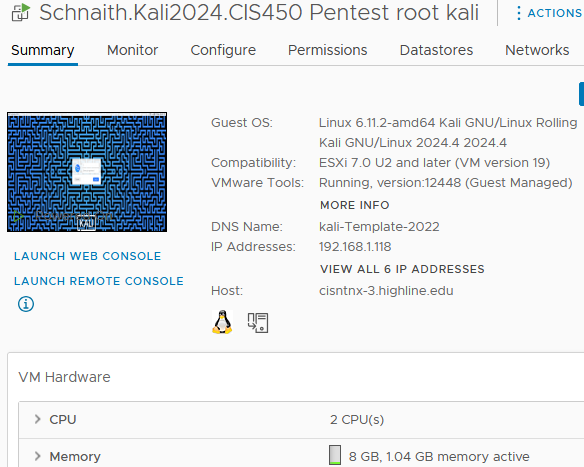 Schnaith.Kali2024.CIS450 Pentest root kali
ACTIONS
Summary Monitor Configure Permissions Datastores Networks
Guest OS: Linux 6.11.2-amd64 Kali GNU/Linux Rolling
Kali GNU/Linux 2024.4 2024.4
Compatibility: ESXi 7.0 U2 and later (VM version 19)
VMware Tools: Running, version:12448 (Guest Managed)
MORE INFO
DNS Name: kali-Template-2022
IP Addresses: 192.168.1.118
VIEW ALL 6 IP ADDRESSES
Host: cisntnx-3.highline.edu
KALI
LAUNCH WEB CONSOLE
LAUNCH REMOTE CONSOLE
VM Hardware
CPU 2 CPU(s)
Memory 8 GB, 1.04 GB memory active